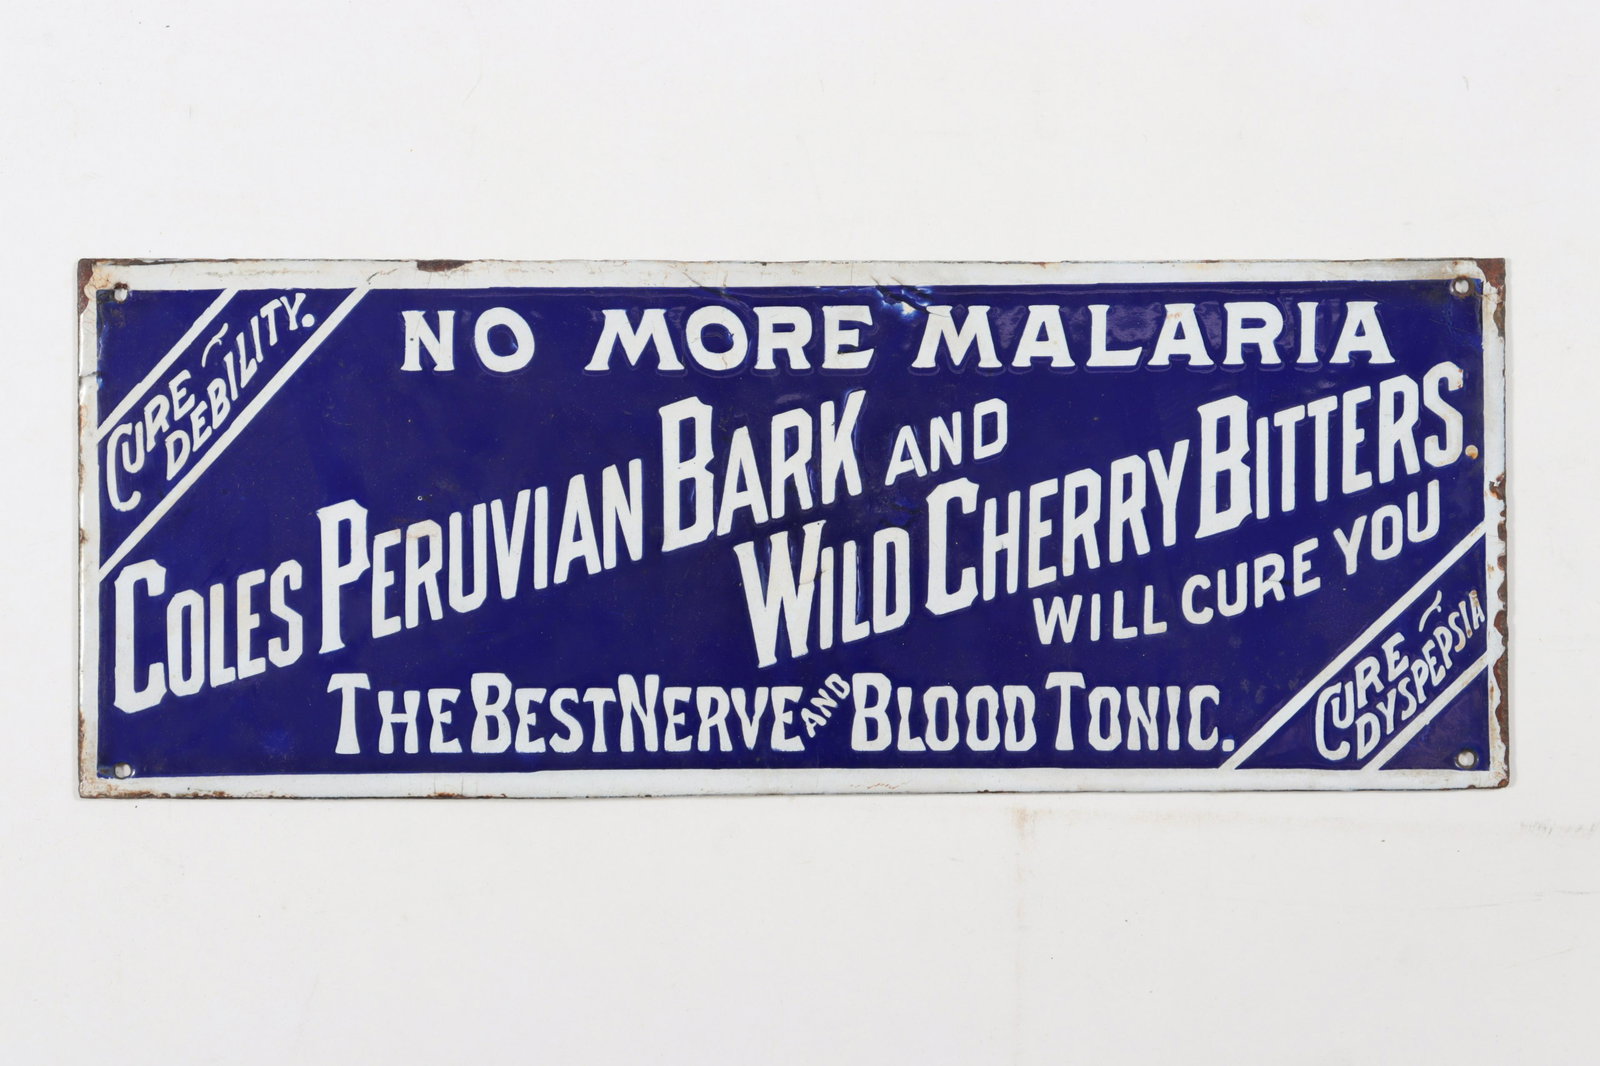 NO MORE MALARIA
CURE
DEBILITY.
COLES PERUVIAN BARK AND
WILD CHERRY BITTERS.
WILL CURE YOU
THE BEST NERVE AND BLOOD TONIC.
CURE
DYSPEPSIA